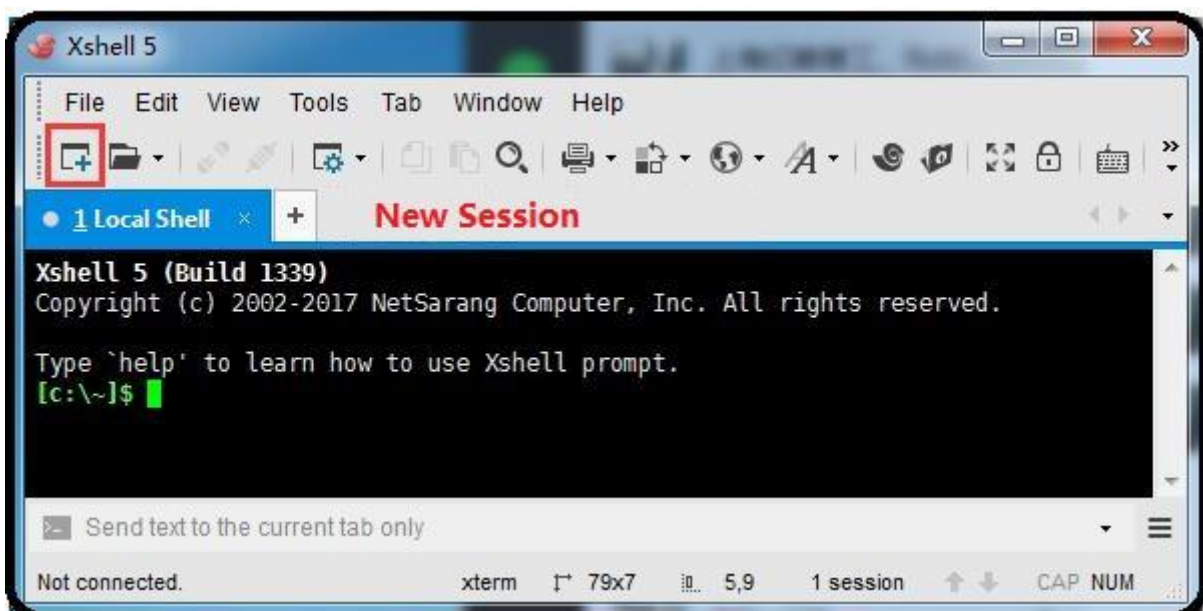 Xshell 5
File Edit View Tools Tab Window Help
1 Local Shell × + New Session
Xshell 5 (Build 1339)
Copyright (c) 2002-2017 NetSarang Computer, Inc. All rights reserved.
Type `help' to learn how to use Xshell prompt.
[c:\~]$
Send text to the current tab only
Not connected. xterm 79x7 5,9 1 session CAP NUM